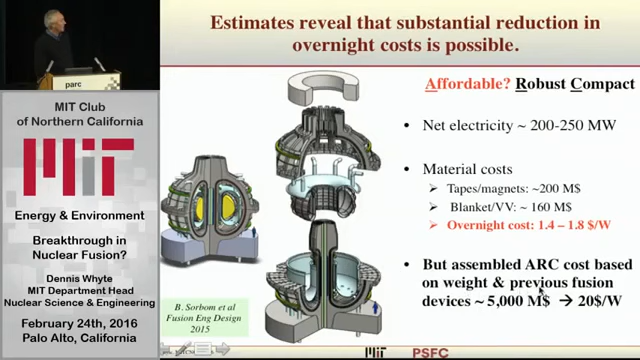 Estimates reveal that substantial reduction in
overnight costs is possible.
parc
MIT Club
of Northern California
MIT
Energy & Environment
Breakthrough in
Nuclear Fusion?
Dennis Whyte
MIT Department Head
Nuclear Science & Engineering
February 24th, 2016
Palo Alto, California
B. Sorbom et al
Fusion Eng Design
2015
Affordable? Robust Compact
• Net electricity ~ 200-250 MW
• Material costs
➢ Tapes/magnets: ~200 M$
➢ Blanket/VV: ~ 160 M$
➢ Overnight cost: 1.4 – 1.8 $/W
• But assembled ARC cost based
on weight & previous fusion
devices ~ 5,000 M$ → 20$/W
MIT PSFC